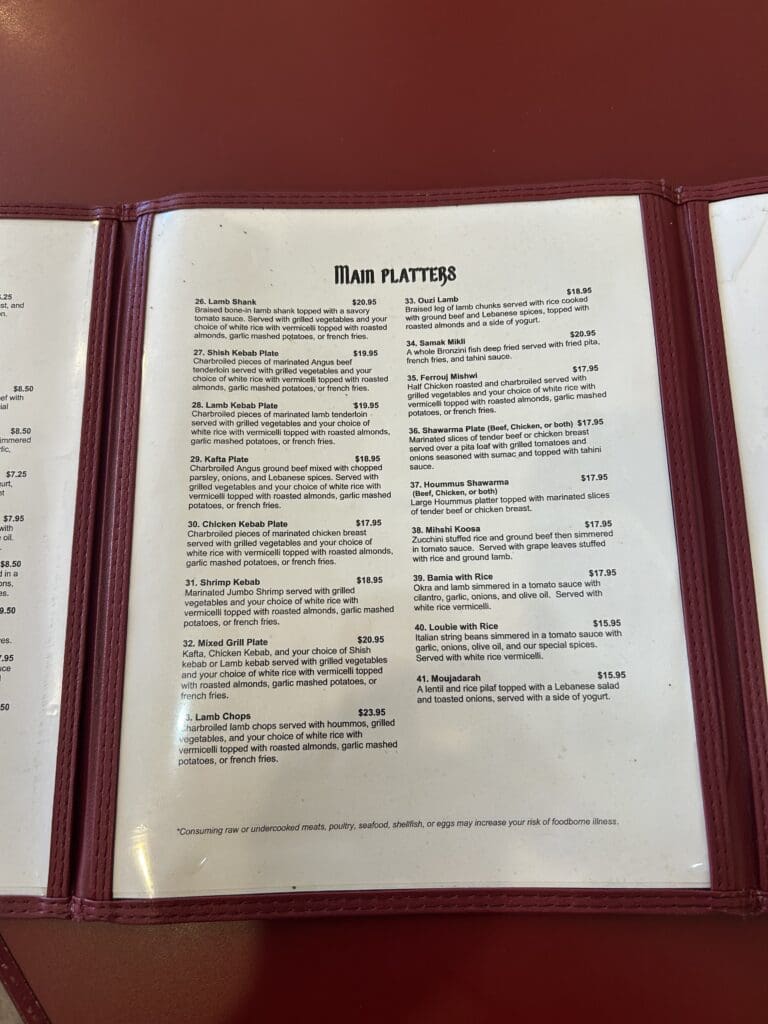 MAIN PLATTERS
26. Lamb Shank $20.95
Braised bone-in lamb shank topped with a savory
tomato sauce. Served with grilled vegetables and your
choice of white rice with vermicelli topped with roasted
almonds, garlic mashed potatoes, or french fries.
27. Shish Kebab Plate $19.95
Charbroiled pieces of marinated Angus beef
tenderloin served with grilled vegetables and your
choice of white rice with vermicelli topped with roasted
almonds, garlic mashed potatoes, or french fries.
28. Lamb Kebab Plate $19.95
Charbroiled pieces of marinated lamb tenderloin
served with grilled vegetables and your choice of
white rice with vermicelli topped with roasted almonds,
garlic mashed potatoes, or french fries.
29. Kafta Plate $18.95
Charbroiled Angus ground beef mixed with chopped
parsley, onions, and Lebanese spices. Served with
grilled vegetables and your choice of white rice with
vermicelli topped with roasted almonds, garlic mashed
potatoes, or french fries.
30. Chicken Kebab Plate $17.95
Charbroiled pieces of marinated chicken breast
served with grilled vegetables and your choice of
white rice with vermicelli topped with roasted almonds,
garlic mashed potatoes, or french fries.
31. Shrimp Kebab $18.95
Marinated Jumbo Shrimp served with grilled
vegetables and your choice of white rice with
vermicelli topped with roasted almonds, garlic mashed
potatoes, or french fries.
32. Mixed Grill Plate $20.95
Kafta, Chicken Kebab, and your choice of Shish
kebab or Lamb kebab served with grilled vegetables
and your choice of white rice with vermicelli topped
with roasted almonds, garlic mashed potatoes, or
french fries.
3. Lamb Chops $23.95
Charbroiled lamb chops served with hoummos, grilled
vegetables, and your choice of white rice with
vermicelli topped with roasted almonds, garlic mashed
potatoes, or french fries.
33. Ouzi Lamb $18.95
Braised leg of lamb chunks served with rice cooked
with ground beef and Lebanese spices, topped with
roasted almonds and a side of yogurt.
34. Samak Mikli $20.95
A whole Bronzini fish deep fried served with fried pita,
french fries, and tahini sauce.
35. Ferrouj Mishwi $17.95
Half Chicken roasted and charbroiled served with
grilled vegetables and your choice of white rice with
vermicelli topped with roasted almonds, garlic mashed
potatoes, or french fries.
36. Shawarma Plate (Beef, Chicken, or both) $17.95
Marinated slices of tender beef or chicken breast
served over a pita loaf with grilled tomatoes and
onions seasoned with sumac and topped with tahini
sauce.
37. Hoummus Shawarma $17.95
(Beef, Chicken, or both)
Large Hoummus platter topped with marinated slices
of tender beef or chicken breast.
38. Mihshi Koosa $17.95
Zucchini stuffed rice and ground beef then simmered
in tomato sauce. Served with grape leaves stuffed
with rice and ground lamb.
39. Bamia with Rice $17.95
Okra and lamb simmered in a tomato sauce with
cilantro, garlic, onions, and olive oil. Served with
white rice vermicelli.
40. Loubie with Rice $15.95
Italian string beans simmered in a tomato sauce with
garlic, onions, olive oil, and our special spices.
Served with white rice vermicelli.
41. Moujadarah $15.95
A lentil and rice pilaf topped with a Lebanese salad
and toasted onions, served with a side of yogurt.
*Consuming raw or undercooked meats, poultry, seafood, shellfish, or eggs may increase your risk of foodborne illness.
$8.50
$8.50
$7.25
$7.95
with
oil.
$8.50